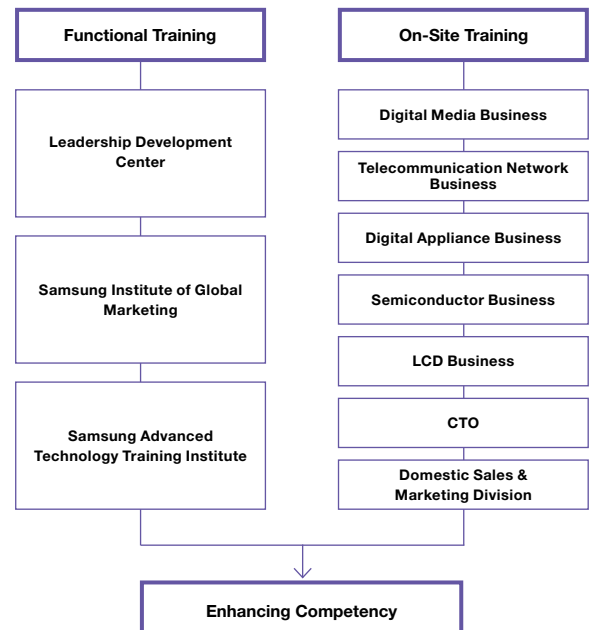 Functional Training
Leadership Development
Center
Samsung Institute of Global
Marketing
Samsung Advanced
Technology Training Institute
On-Site Training
Digital Media Business
Telecommunication Network
Business
Digital Appliance Business
Semiconductor Business
LCD Business
CTO
Domestic Sales &
Marketing Division
Enhancing Competency